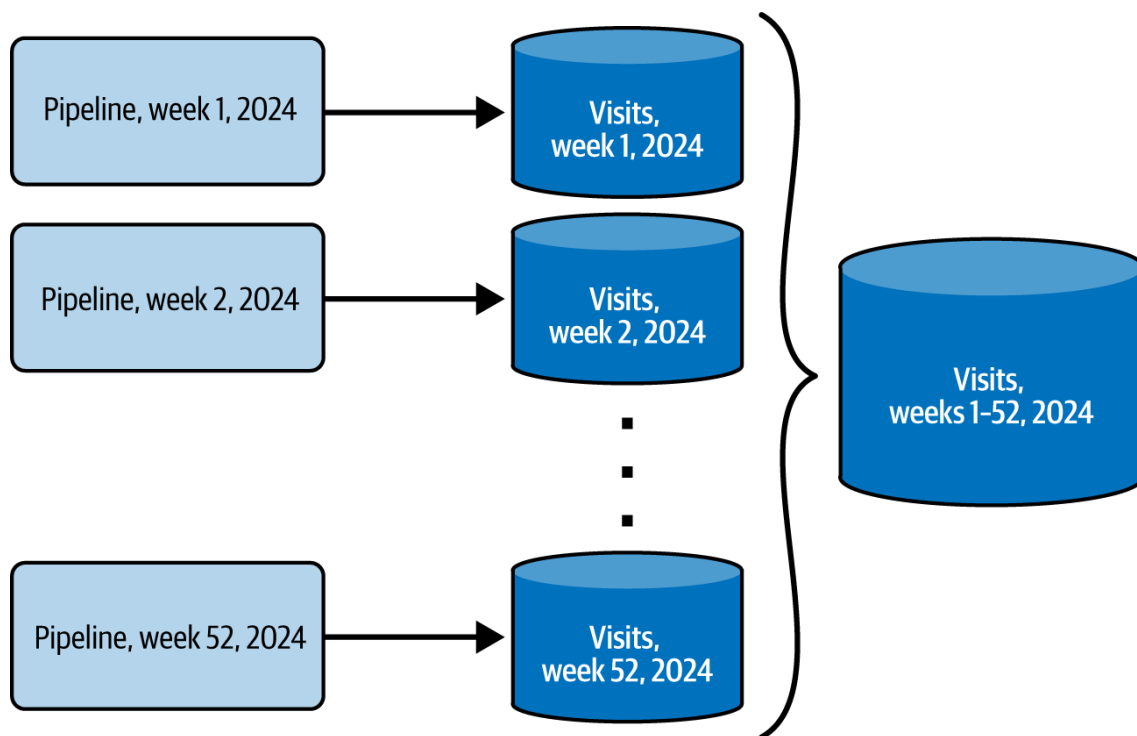 Pipeline, week 1, 2024
Visits,
week 1, 2024
Pipeline, week 2, 2024
Visits,
week 2, 2024
Visits,
weeks 1–52, 2024
Pipeline, week 52, 2024
Visits,
week 52, 2024